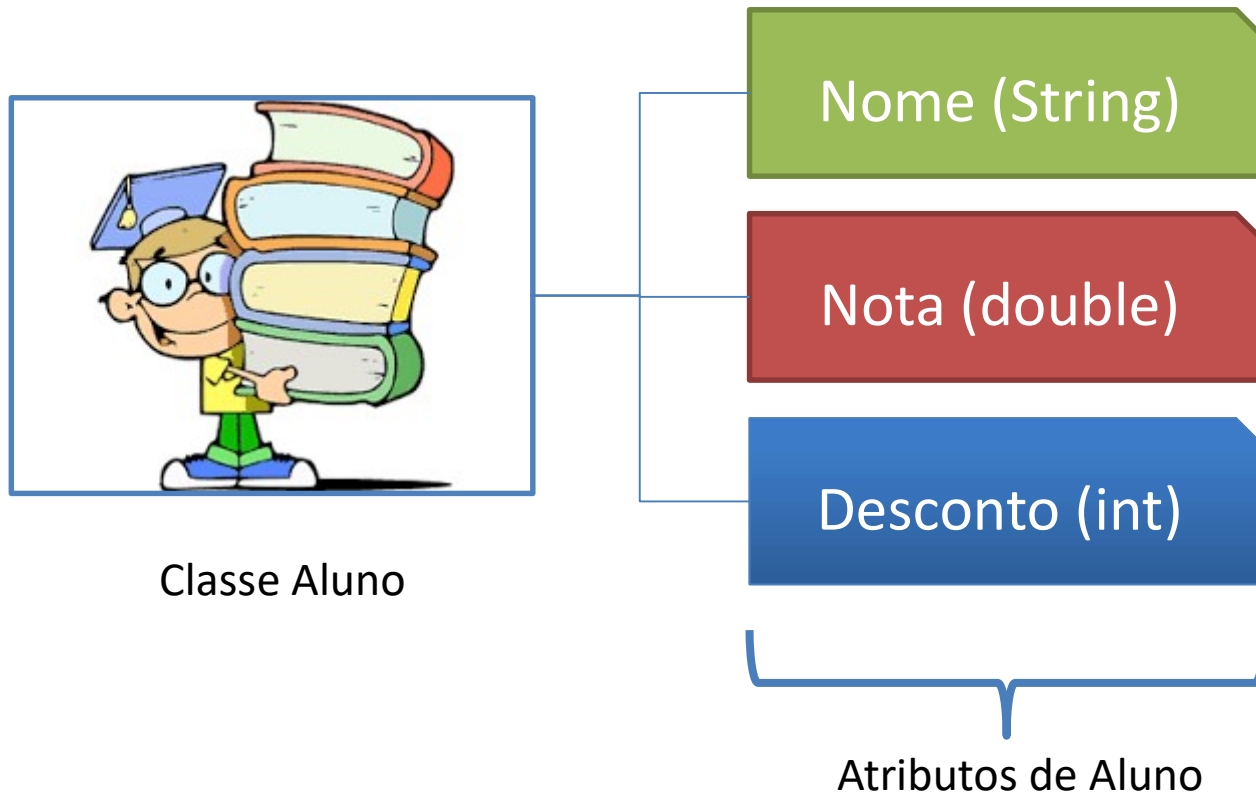 Nome (String)
Nota (double)
Desconto (int)
Classe Aluno
Atributos de Aluno